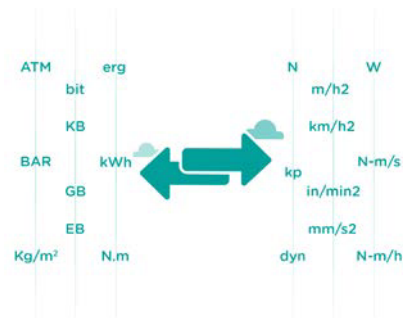 ATM erg N W
bit m/h2
KB km/h2
BAR kWh N-m/s
kp
GB in/min2
EB mm/s2
Kg/m² N.m dyn N-m/h